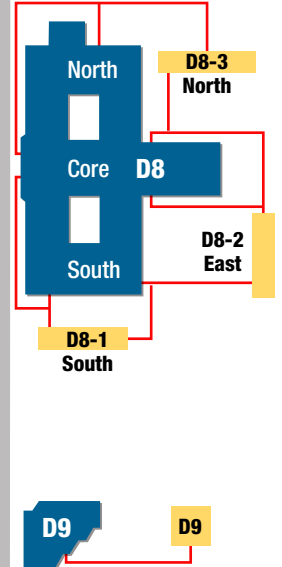 D8-3
North
North
Core
D8
D8-2
East
South
D8-1
South
D9
D9